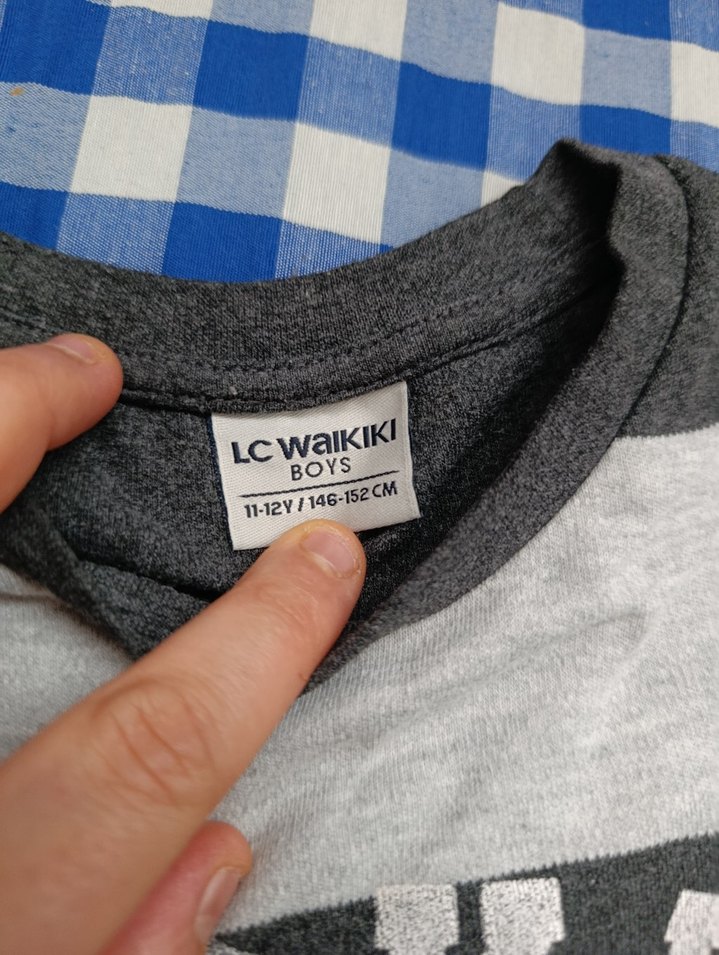 LC WAIKIKI
BOYS
11-12Y / 146-152 CM